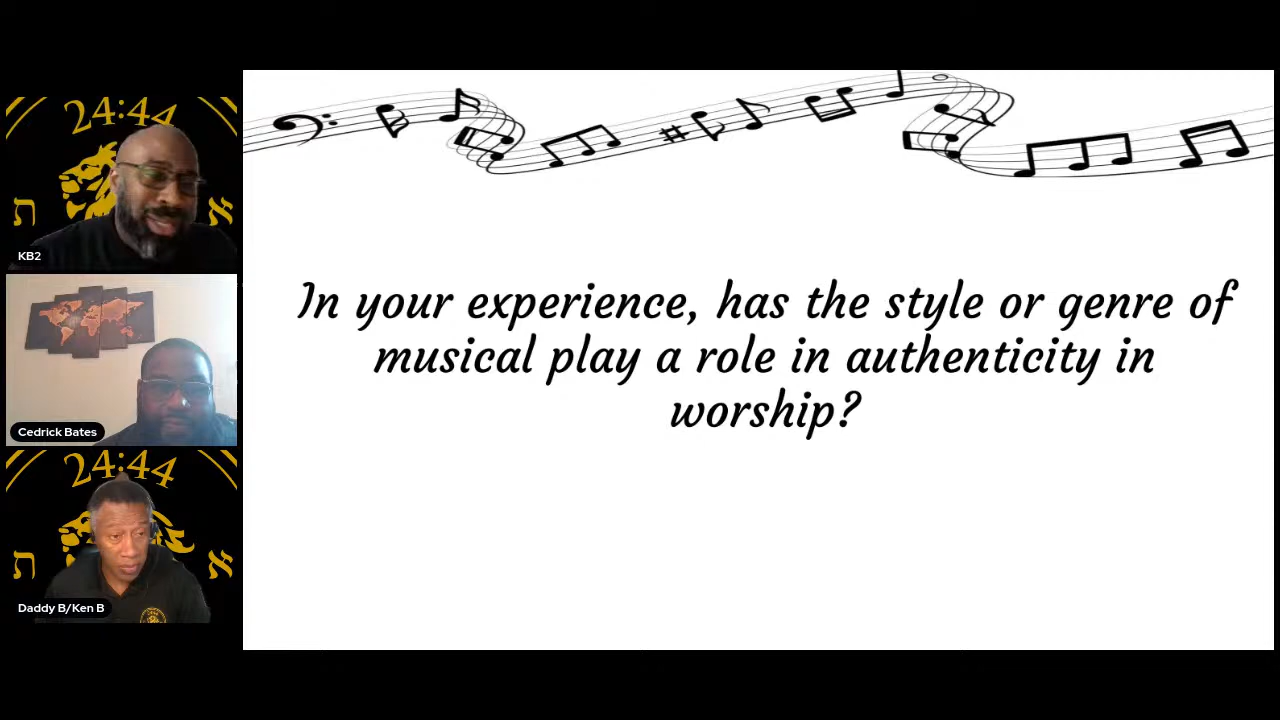 24:44
ת
א
KB2
Cedrick Bates
24:44
ת
א
Daddy B/Ken B
In your experience, has the style or genre of
musical play a role in authenticity in
worship?